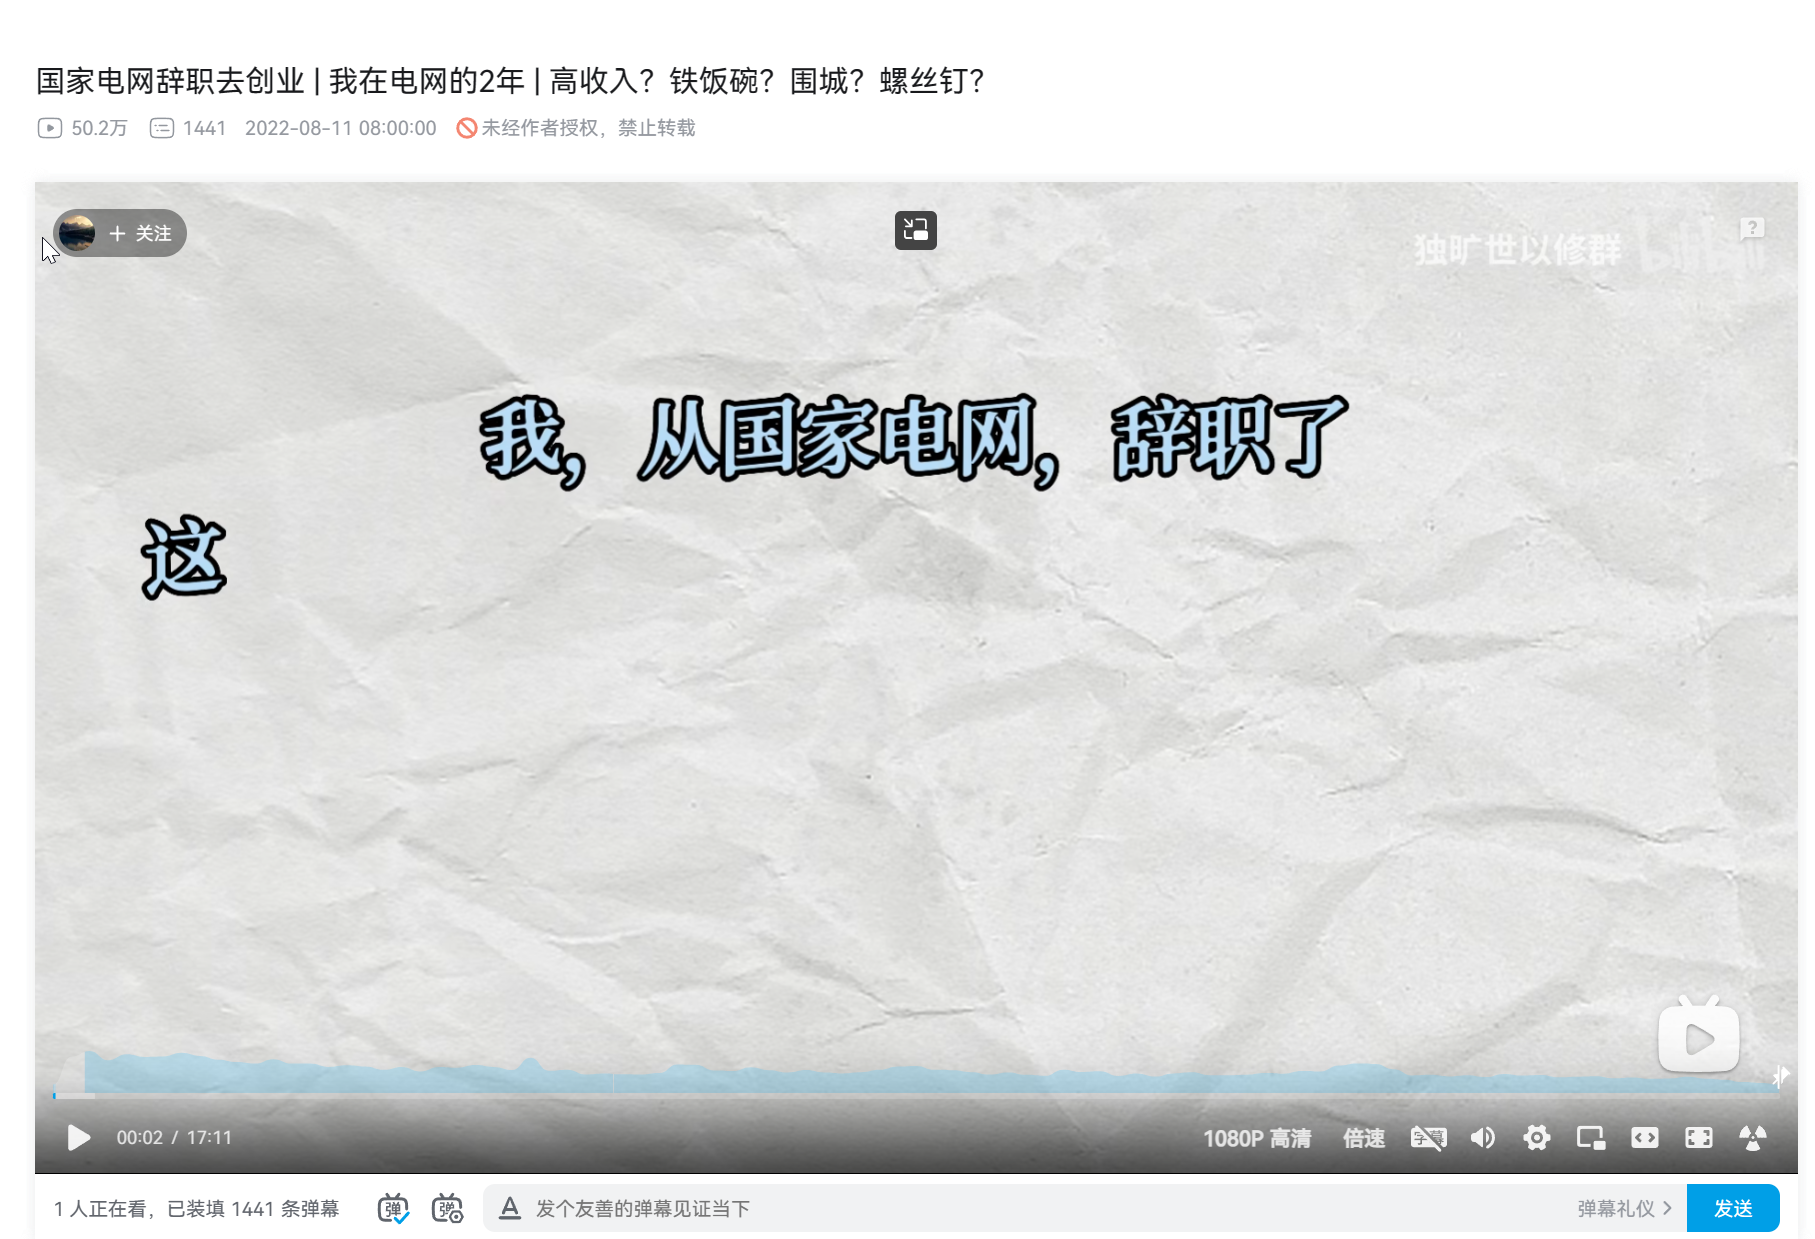 国家电网辞职去创业 | 我在电网的2年 | 高收入？铁饭碗？围城？螺丝钉？
50.2万 1441 2022-08-11 08:00:00 未经作者授权，禁止转载
+ 关注
独旷世以修群 bilibili
我，从国家电网，辞职了
这
00:02 / 17:11 1080P 高清 倍速 字幕
1 人正在看，已装填 1441 条弹幕 弹 弹 A 发个友善的弹幕见证当下 弹幕礼仪 > 发送